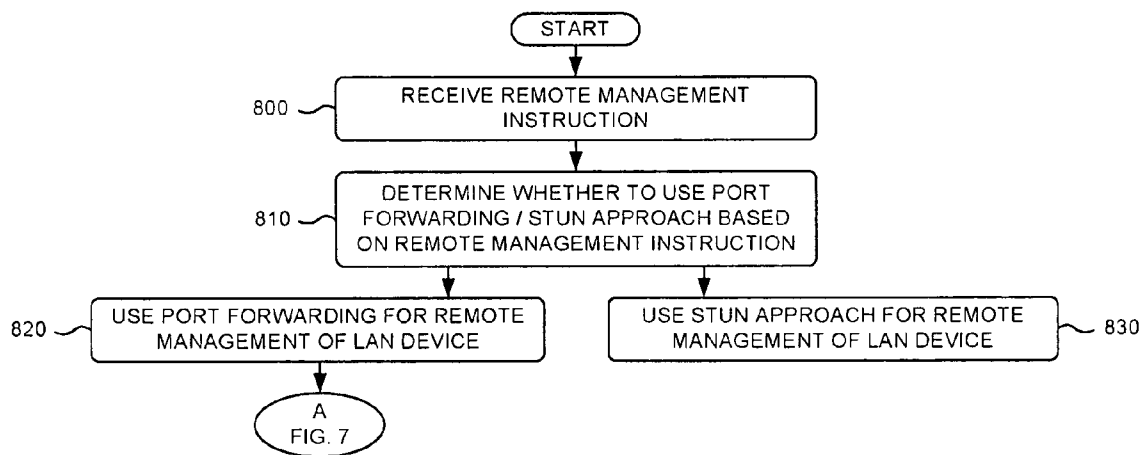 START
800
RECEIVE REMOTE MANAGEMENT
INSTRUCTION
810
DETERMINE WHETHER TO USE PORT
FORWARDING / STUN APPROACH BASED
ON REMOTE MANAGEMENT INSTRUCTION
820
USE PORT FORWARDING FOR REMOTE
MANAGEMENT OF LAN DEVICE
USE STUN APPROACH FOR REMOTE
MANAGEMENT OF LAN DEVICE
830
A
FIG. 7